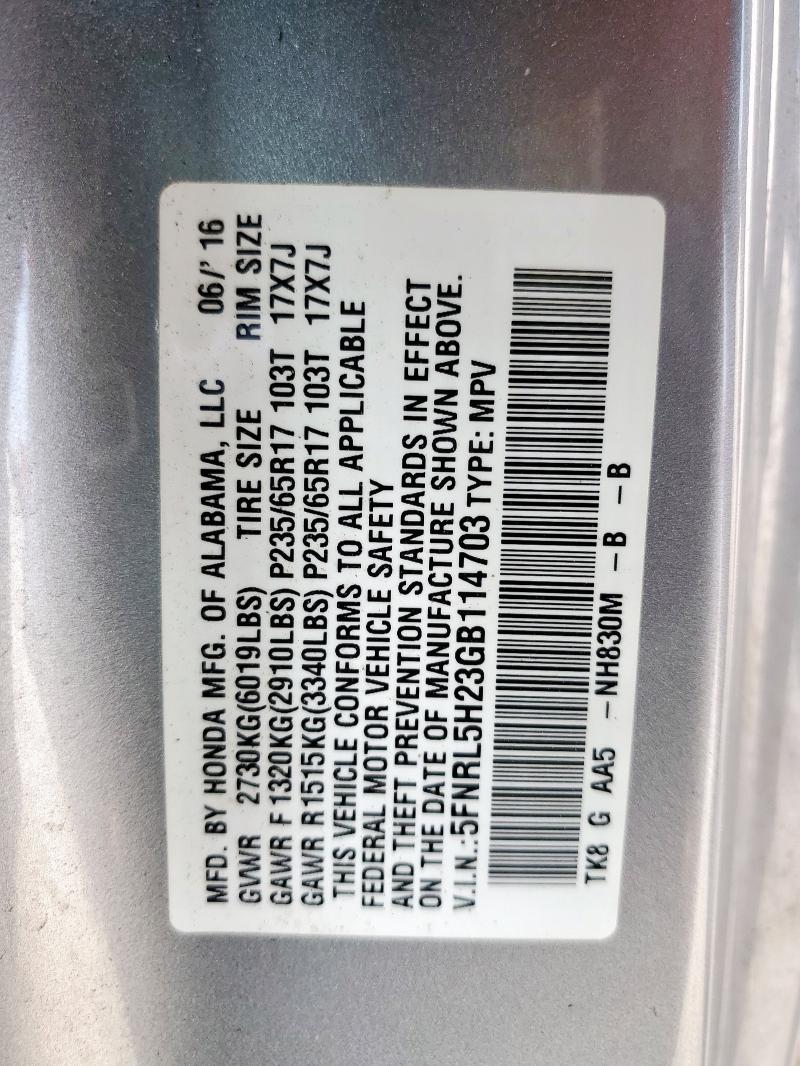 MFD. BY HONDA MFG. OF ALABAMA, LLC 06/' 16
GVWR 2730KG(6019LBS) TIRE SIZE RIM SIZE
GAWR F 1320KG(2910LBS) P235/65R17 103T 17X7J
GAWR R1515KG(3340LBS) P235/65R17 103T 17X7J
THIS VEHICLE CONFORMS TO ALL APPLICABLE
FEDERAL MOTOR VEHICLE SAFETY
AND THEFT PREVENTION STANDARDS IN EFFECT
ON THE DATE OF MANUFACTURE SHOWN ABOVE.
V.I.N.:5FNRL5H23GB114703 TYPE: MPV
TK8 G AA5 -NH830M -B -B